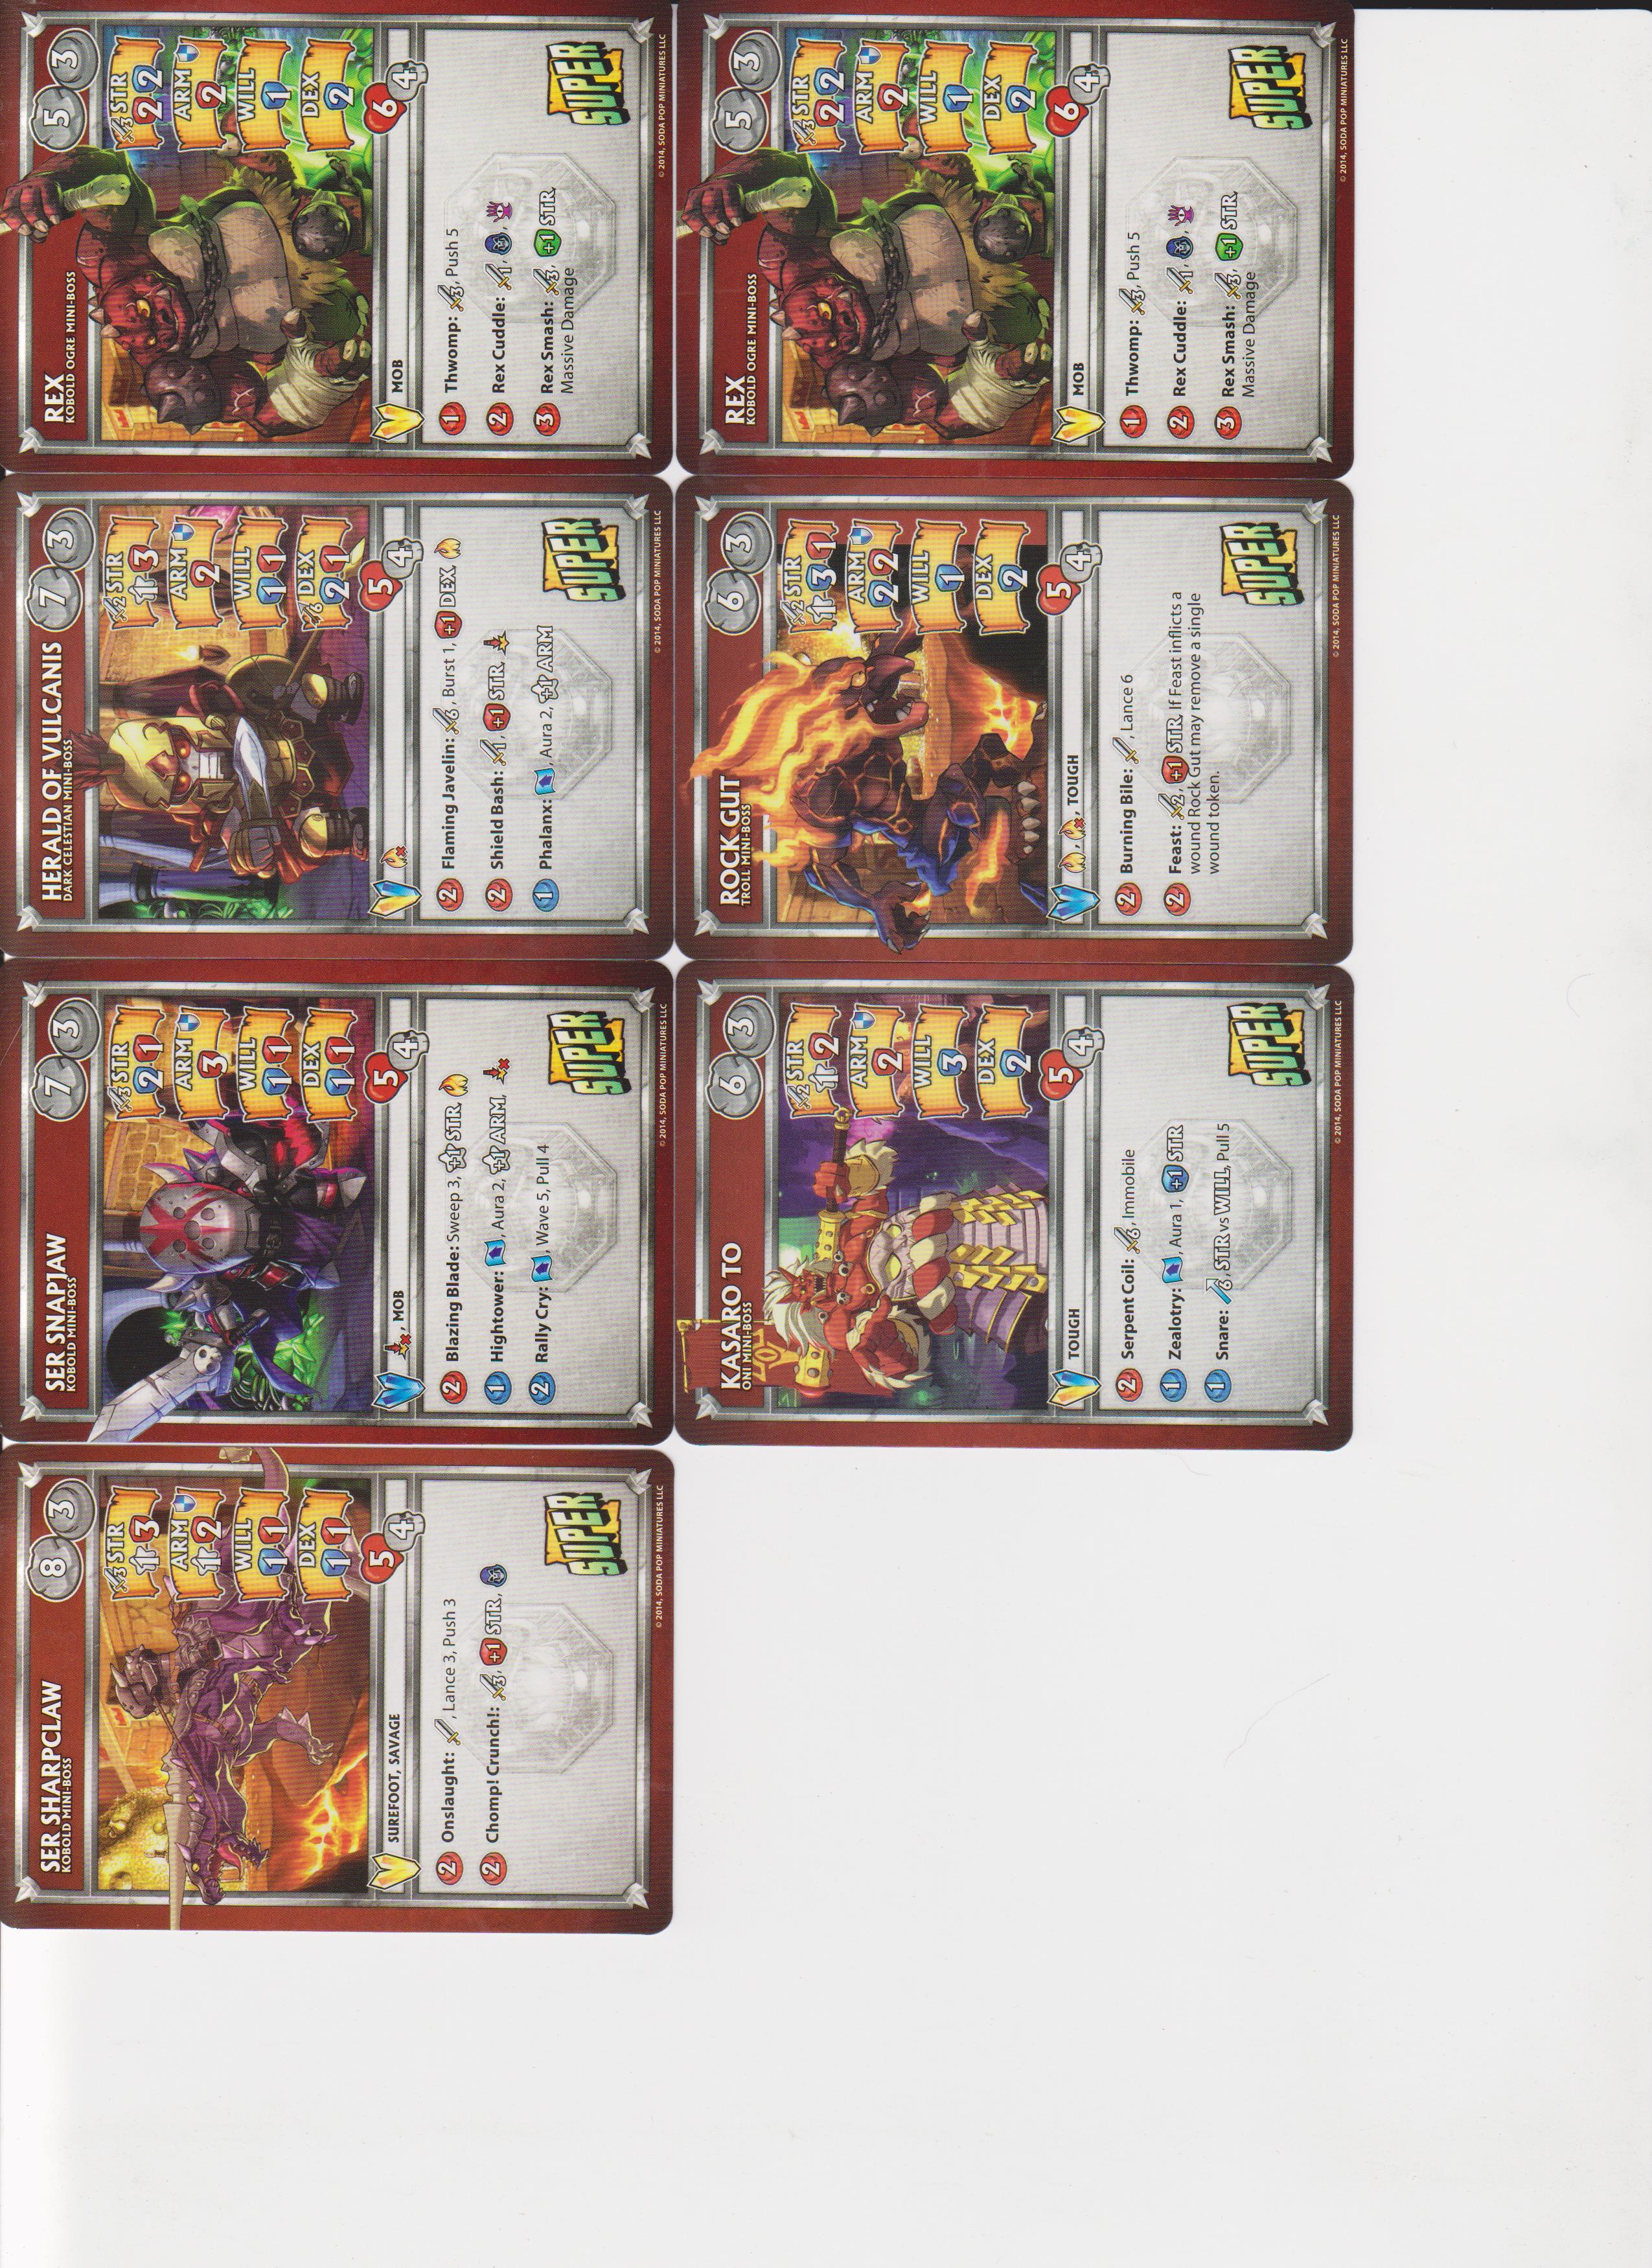 SER SHARPCLAW
KOBOLD MINI-BOSS
8 3
3 STR
3
ARM
2
WILL
1 1
DEX
1 1
5 4
SUREFOOT, SAVAGE
2 Onslaught: , Lance 3, Push 3
2 Chomp! Crunch!: 3, +1 STR,
SUPER
© 2014, SODA POP MINIATURES LLC
SER SNAPJAW
KOBOLD MINI-BOSS
7 3
3 STR
2 1
ARM
3
WILL
1 1
DEX
1 1
5 4
, MOB
2 Blazing Blade: Sweep 3, +1 STR
1 Hightower: , Aura 2, +1 ARM,
2 Rally Cry: , Wave 5, Pull 4
SUPER
© 2014, SODA POP MINIATURES LLC
HERALD OF VULCANIS
DARK CELESTIAN MINI-BOSS
7 3
2 STR
3
ARM
2
WILL
1 1
6 DEX
2 1
5 4
2 Flaming Javelin: 6, Burst 1, +1 DEX
2 Shield Bash: 1, +1 STR
1 Phalanx: , Aura 2, +1 ARM
SUPER
© 2014, SODA POP MINIATURES LLC
REX
KOBOLD OGRE MINI-BOSS
5 3
3 STR
2 2
ARM
2
WILL
1
DEX
2
6 4
MOB
1 Thwomp: 3, Push 5
2 Rex Cuddle: 1, ,
3 Rex Smash: 3, +1 STR
Massive Damage
SUPER
© 2014, SODA POP MINIATURES LLC
KASARO TO
ONI MINI-BOSS
6 3
2 STR
2
ARM
2
WILL
3
DEX
2
5 4
TOUGH
2 Serpent Coil: , Immobile
1 Zealotry: , Aura 1, +1 STR
1 Snare: 6, STR vs WILL, Pull 5
SUPER
© 2014, SODA POP MINIATURES LLC
ROCK GUT
TROLL MINI-BOSS
6 3
2 STR
3 1
ARM
2 2
WILL
1
DEX
2
5 4
, , TOUGH
2 Burning Bile: , Lance 6
2 Feast: 2, +1 STR, If Feast inflicts a
wound Rock Gut may remove a single
wound token.
SUPER
© 2014, SODA POP MINIATURES LLC
REX
KOBOLD OGRE MINI-BOSS
5 3
3 STR
2 2
ARM
2
WILL
1
DEX
2
6 4
MOB
1 Thwomp: 3, Push 5
2 Rex Cuddle: 1, ,
3 Rex Smash: 3, +1 STR
Massive Damage
SUPER
© 2014, SODA POP MINIATURES LLC